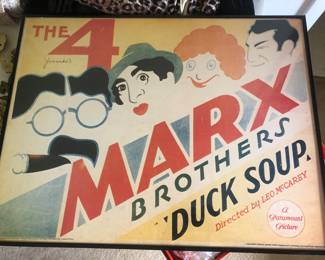 THE 4
MARX
BROTHERS
"DUCK SOUP"
Directed by LEO McCAREY
A
Paramount
Picture